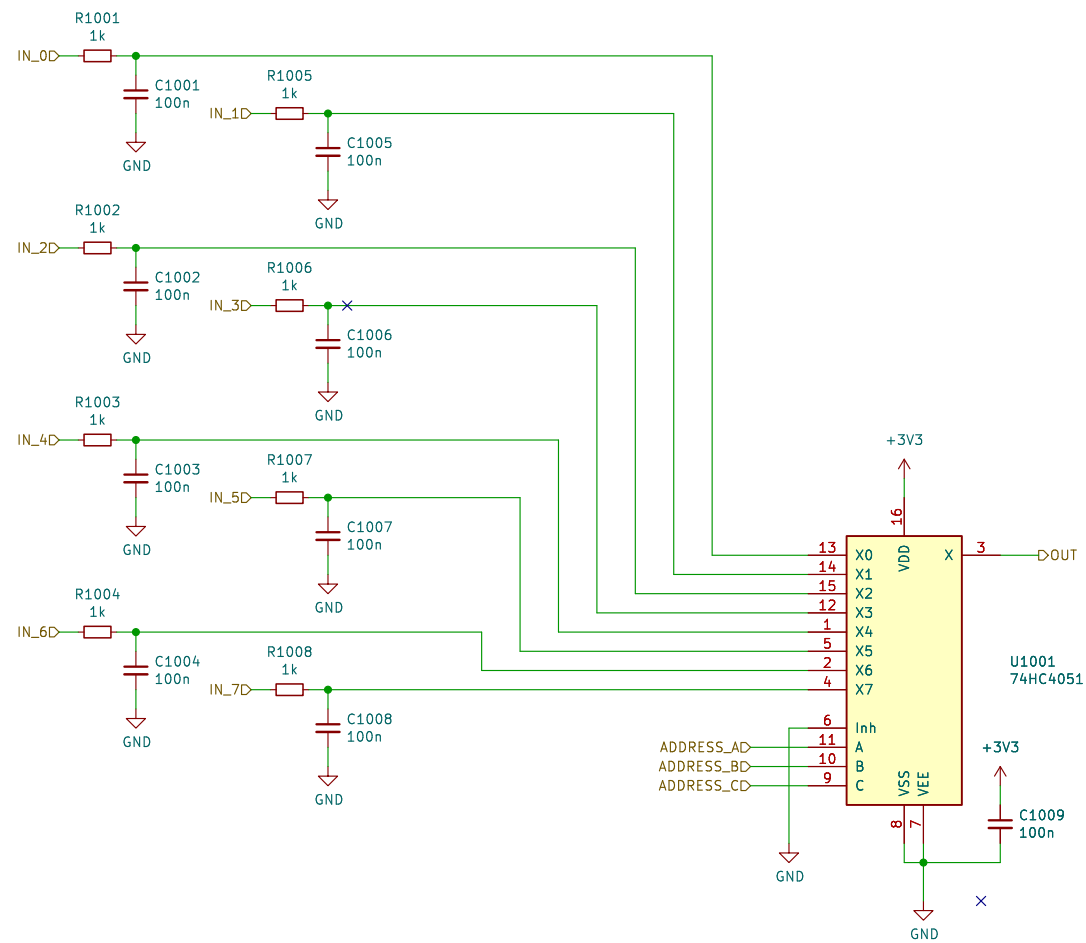 R1001
1k
IN_0
C1001
100n
R1005
1k
IN_1
C1005
100n
GND
GND
R1002
1k
IN_2
C1002
100n
R1006
1k
IN_3
C1006
100n
GND
GND
R1003
1k
IN_4
C1003
100n
R1007
1k
IN_5
C1007
100n
GND
GND
R1004
1k
IN_6
C1004
100n
R1008
1k
IN_7
C1008
100n
GND
GND
+3V3
16
VDD
13 X0
14 X1
15 X2
12 X3
1 X4
5 X5
2 X6
4 X7
X 3 OUT
U1001
74HC4051
6 Inh
ADDRESS_A 11 A
ADDRESS_B 10 B
ADDRESS_C 9 C
VSS
VEE
8
7
+3V3
C1009
100n
GND
GND